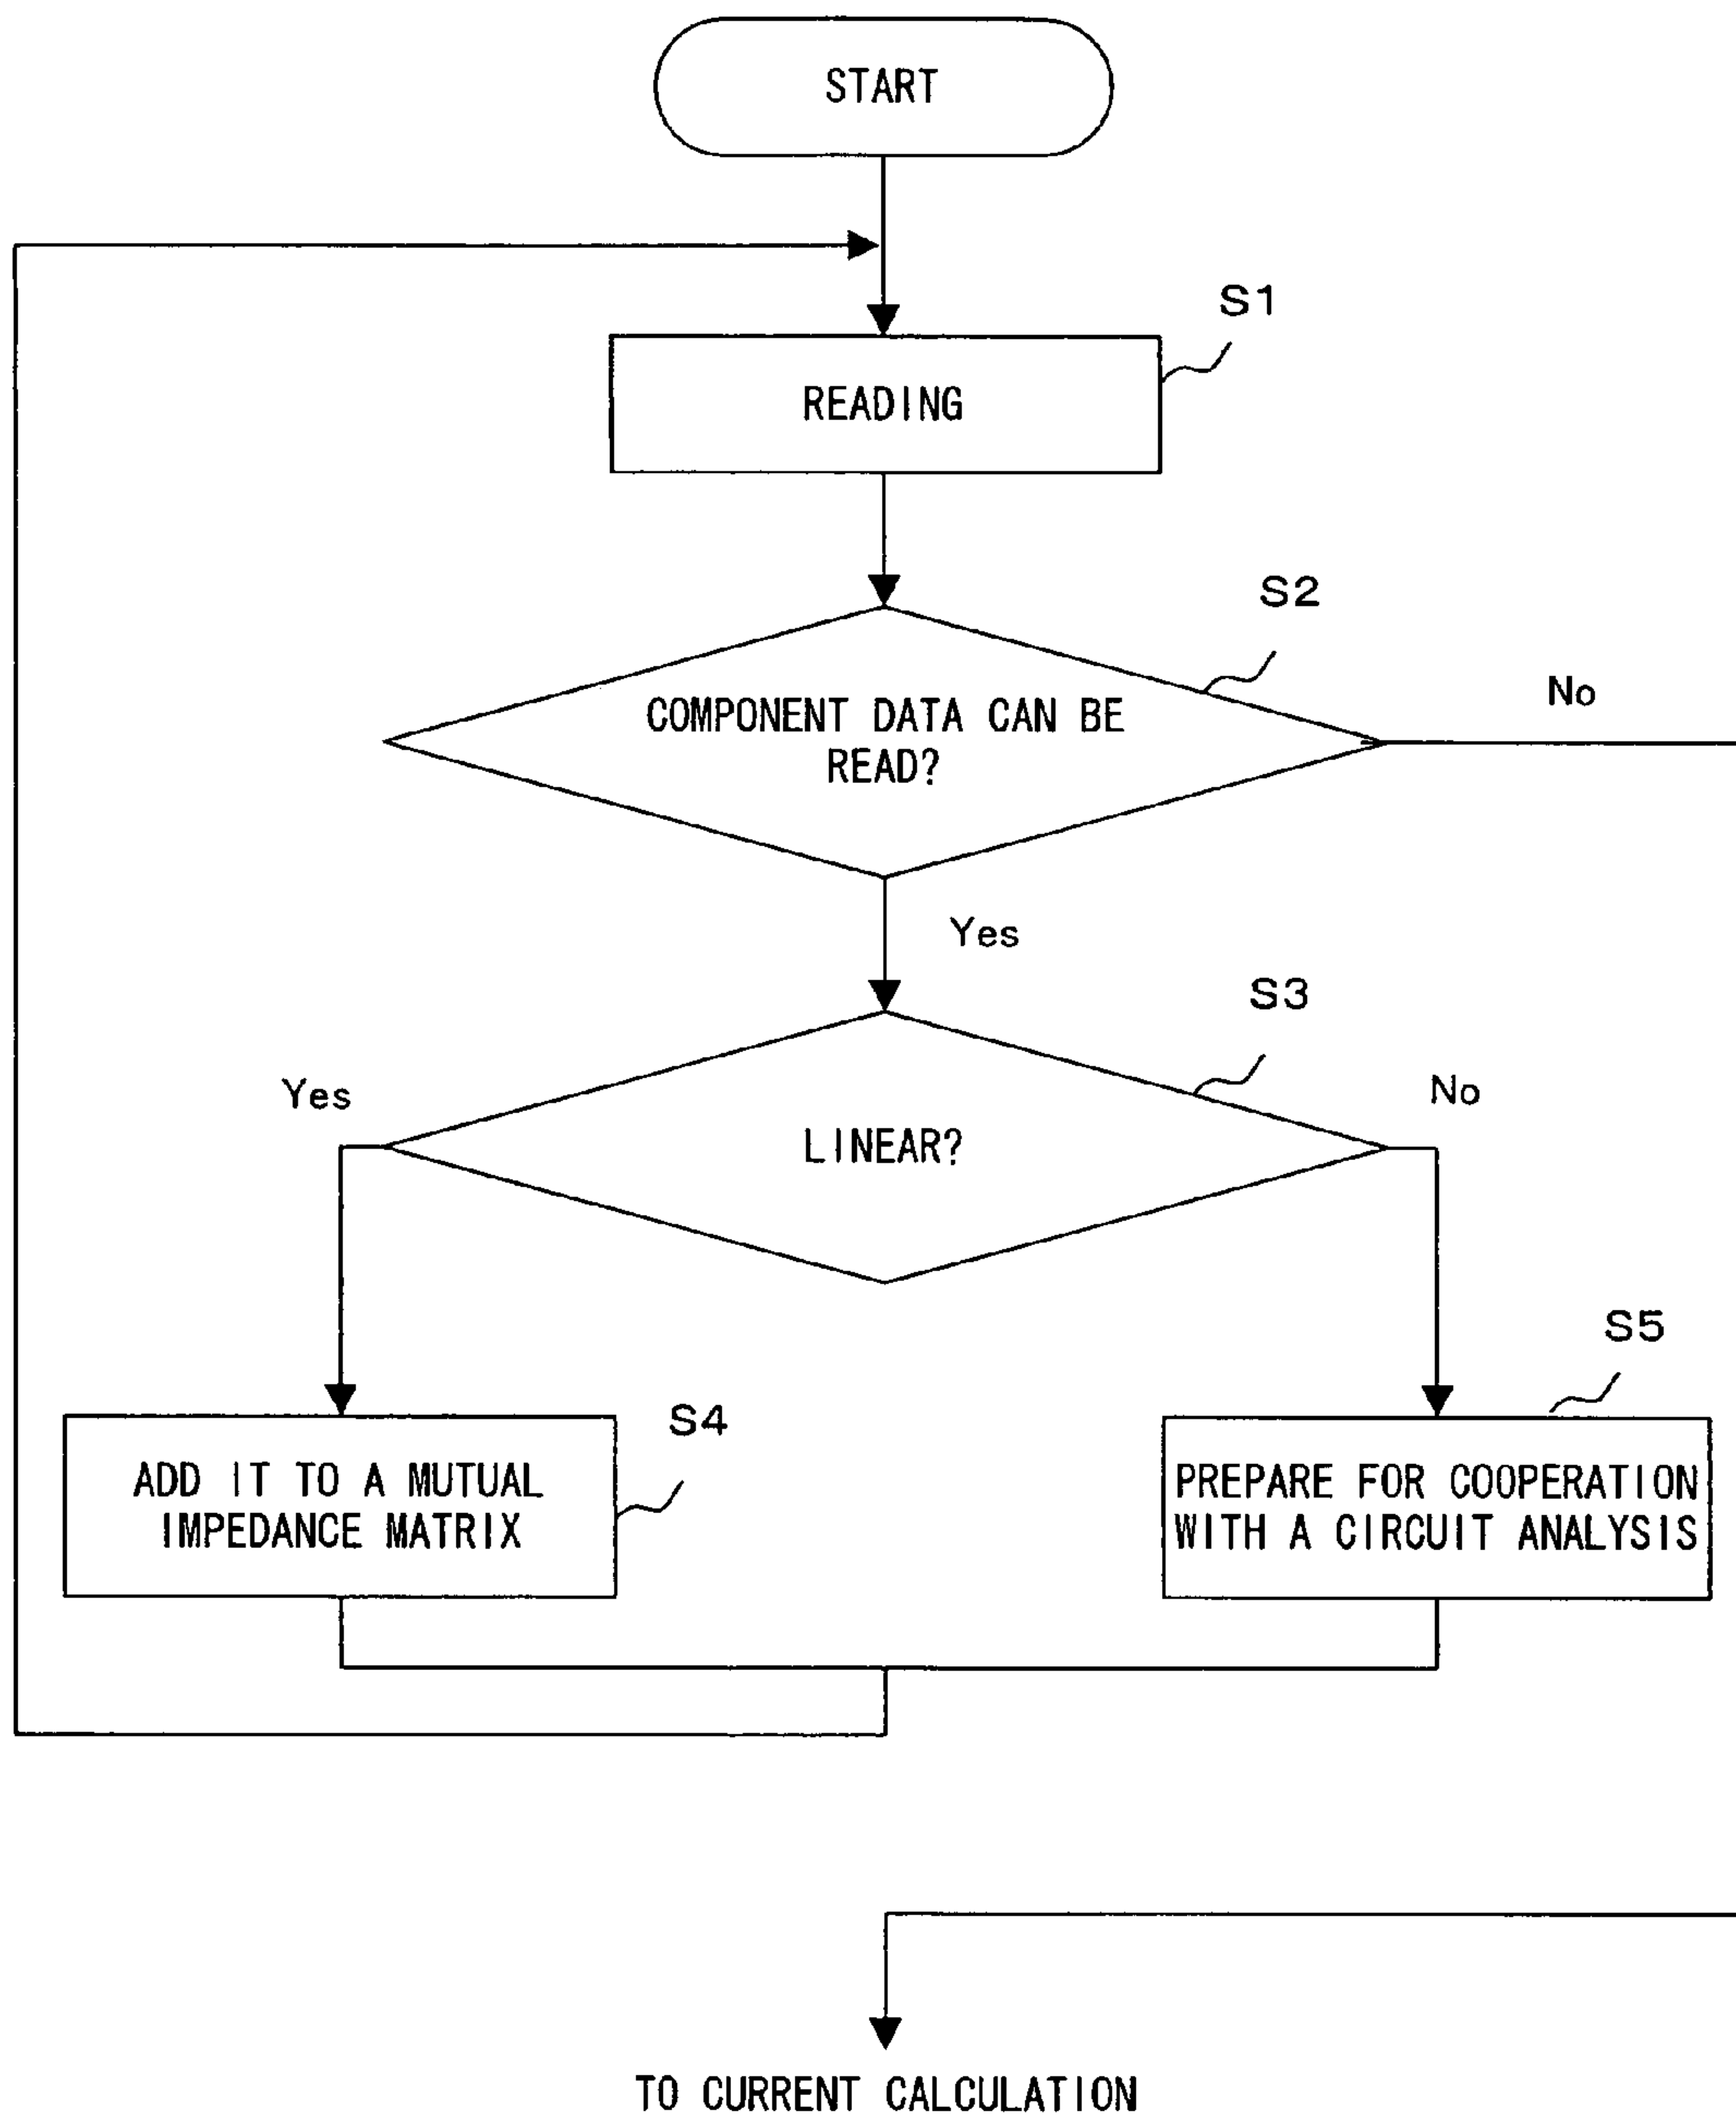 START
S1
READING
S2
No
COMPONENT DATA CAN BE
READ?
Yes
S3
Yes
No
LINEAR?
S5
S4
ADD IT TO A MUTUAL
IMPEDANCE MATRIX
PREPARE FOR COOPERATION
WITH A CIRCUIT ANALYSIS
TO CURRENT CALCULATION